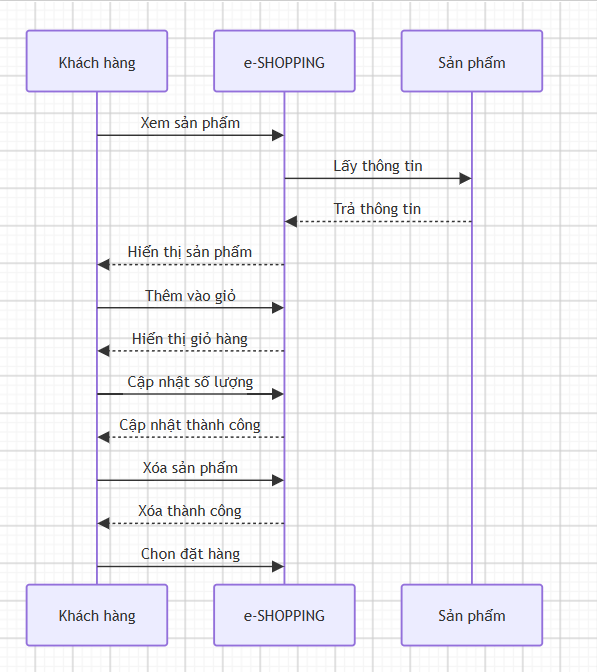 Khách hàng
e-SHOPPING
Sản phẩm
Xem sản phẩm
Lấy thông tin
Trả thông tin
Hiển thị sản phẩm
Thêm vào giỏ
Hiển thị giỏ hàng
Cập nhật số lượng
Cập nhật thành công
Xóa sản phẩm
Xóa thành công
Chọn đặt hàng
Khách hàng
e-SHOPPING
Sản phẩm